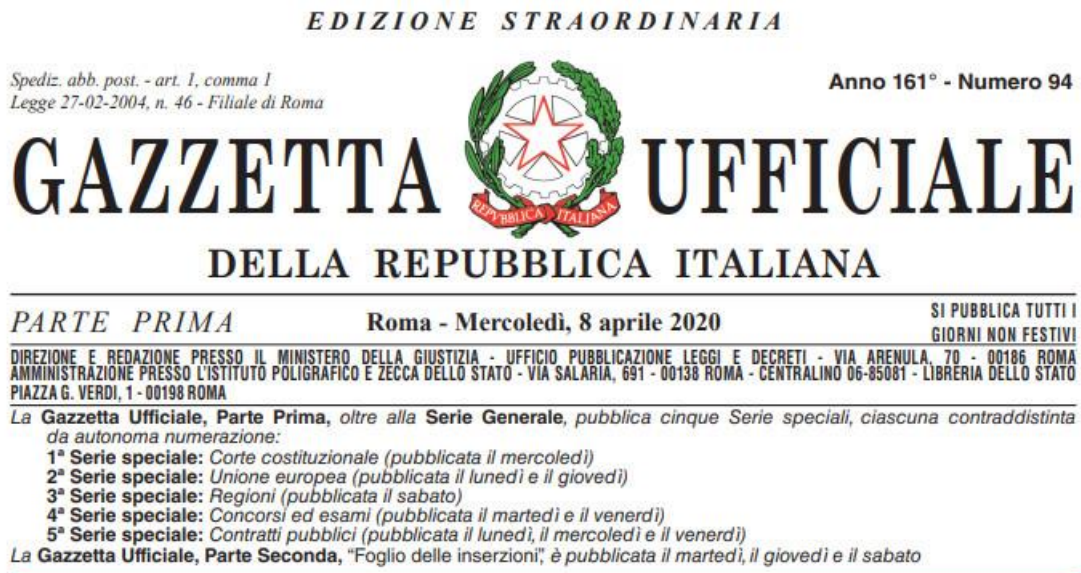 EDIZIONE STRAORDINARIA
Spediz. abb. post. - art. 1, comma 1
Legge 27-02-2004, n. 46 - Filiale di Roma
Anno 161° - Numero 94
GAZZETTA UFFICIALE
REPVBBLICA ITALIANA
DELLA REPUBBLICA ITALIANA
PARTE PRIMA
Roma - Mercoledì, 8 aprile 2020
SI PUBBLICA TUTTI I
GIORNI NON FESTIVI
DIREZIONE E REDAZIONE PRESSO IL MINISTERO DELLA GIUSTIZIA - UFFICIO PUBBLICAZIONE LEGGI E DECRETI - VIA ARENULA, 70 - 00186 ROMA
AMMINISTRAZIONE PRESSO L'ISTITUTO POLIGRAFICO E ZECCA DELLO STATO - VIA SALARIA, 691 - 00138 ROMA - CENTRALINO 06-85081 - LIBRERIA DELLO STATO
PIAZZA G. VERDI, 1 - 00198 ROMA
La Gazzetta Ufficiale, Parte Prima, oltre alla Serie Generale, pubblica cinque Serie speciali, ciascuna contraddistinta
da autonoma numerazione:
1ª Serie speciale: Corte costituzionale (pubblicata il mercoledì)
2ª Serie speciale: Unione europea (pubblicata il lunedì e il giovedì)
3ª Serie speciale: Regioni (pubblicata il sabato)
4ª Serie speciale: Concorsi ed esami (pubblicata il martedì e il venerdì)
5ª Serie speciale: Contratti pubblici (pubblicata il lunedì, il mercoledì e il venerdì)
La Gazzetta Ufficiale, Parte Seconda, “Foglio delle inserzioni”, è pubblicata il martedì, il giovedì e il sabato